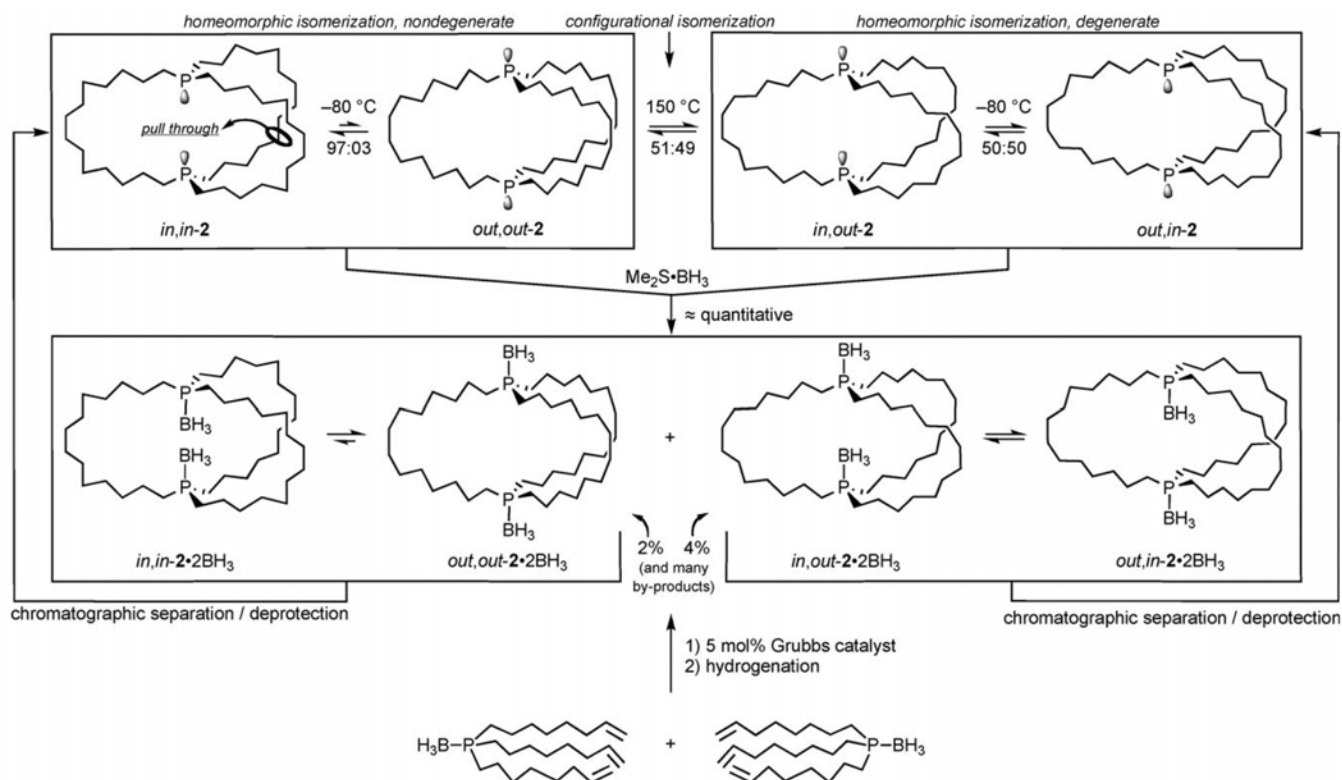 homeomorphic isomerization, nondegenerate
configurational isomerization
homeomorphic isomerization, degenerate
P
pull through
P
in,in-2
–80 °C
97:03
P
P
out,out-2
150 °C
51:49
P
P
in,out-2
–80 °C
50:50
P
P
out,in-2
Me2S•BH3
≈ quantitative
P
BH3
BH3
P
in,in-2•2BH3
BH3
P
P
BH3
out,out-2•2BH3
+
BH3
P
BH3
P
in,out-2•2BH3
P
BH3
P
BH3
out,in-2•2BH3
2% 4%
(and many
by-products)
chromatographic separation / deprotection
chromatographic separation / deprotection
1) 5 mol% Grubbs catalyst
2) hydrogenation
H3B–P
+
P–BH3